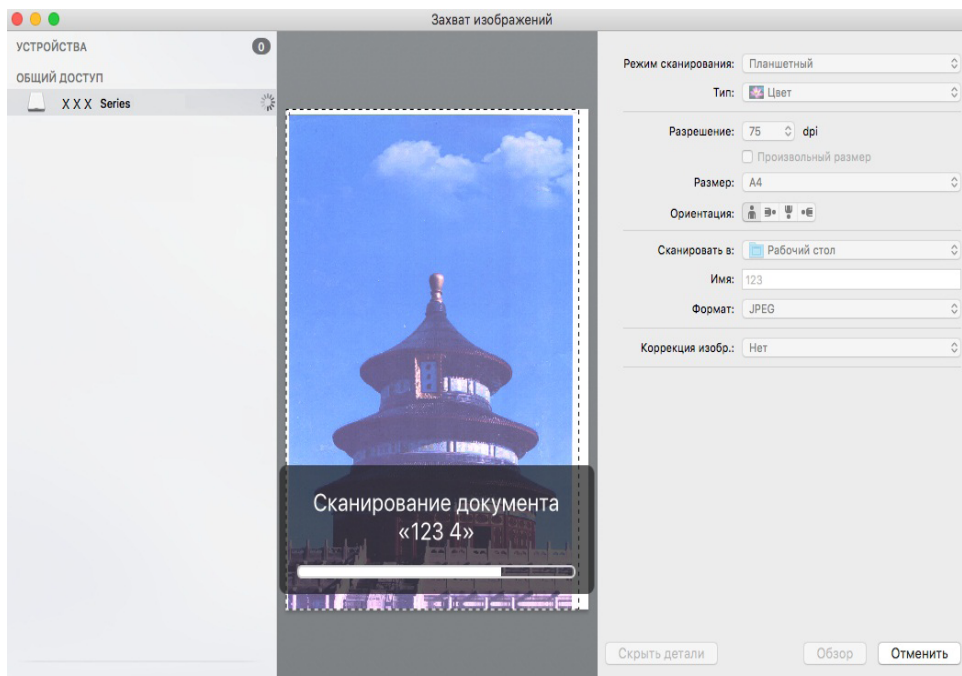 Захват изображений
УСТРОЙСТВА 0
ОБЩИЙ ДОСТУП
X X X Series
Сканирование документа
«123 4»
Режим сканирования: Планшетный
Тип: Цвет
Разрешение: 75 dpi
Произвольный размер
Размер: A4
Ориентация:
Сканировать в: Рабочий стол
Имя: 123
Формат: JPEG
Коррекция изобр.: Нет
Скрыть детали Обзор Отменить